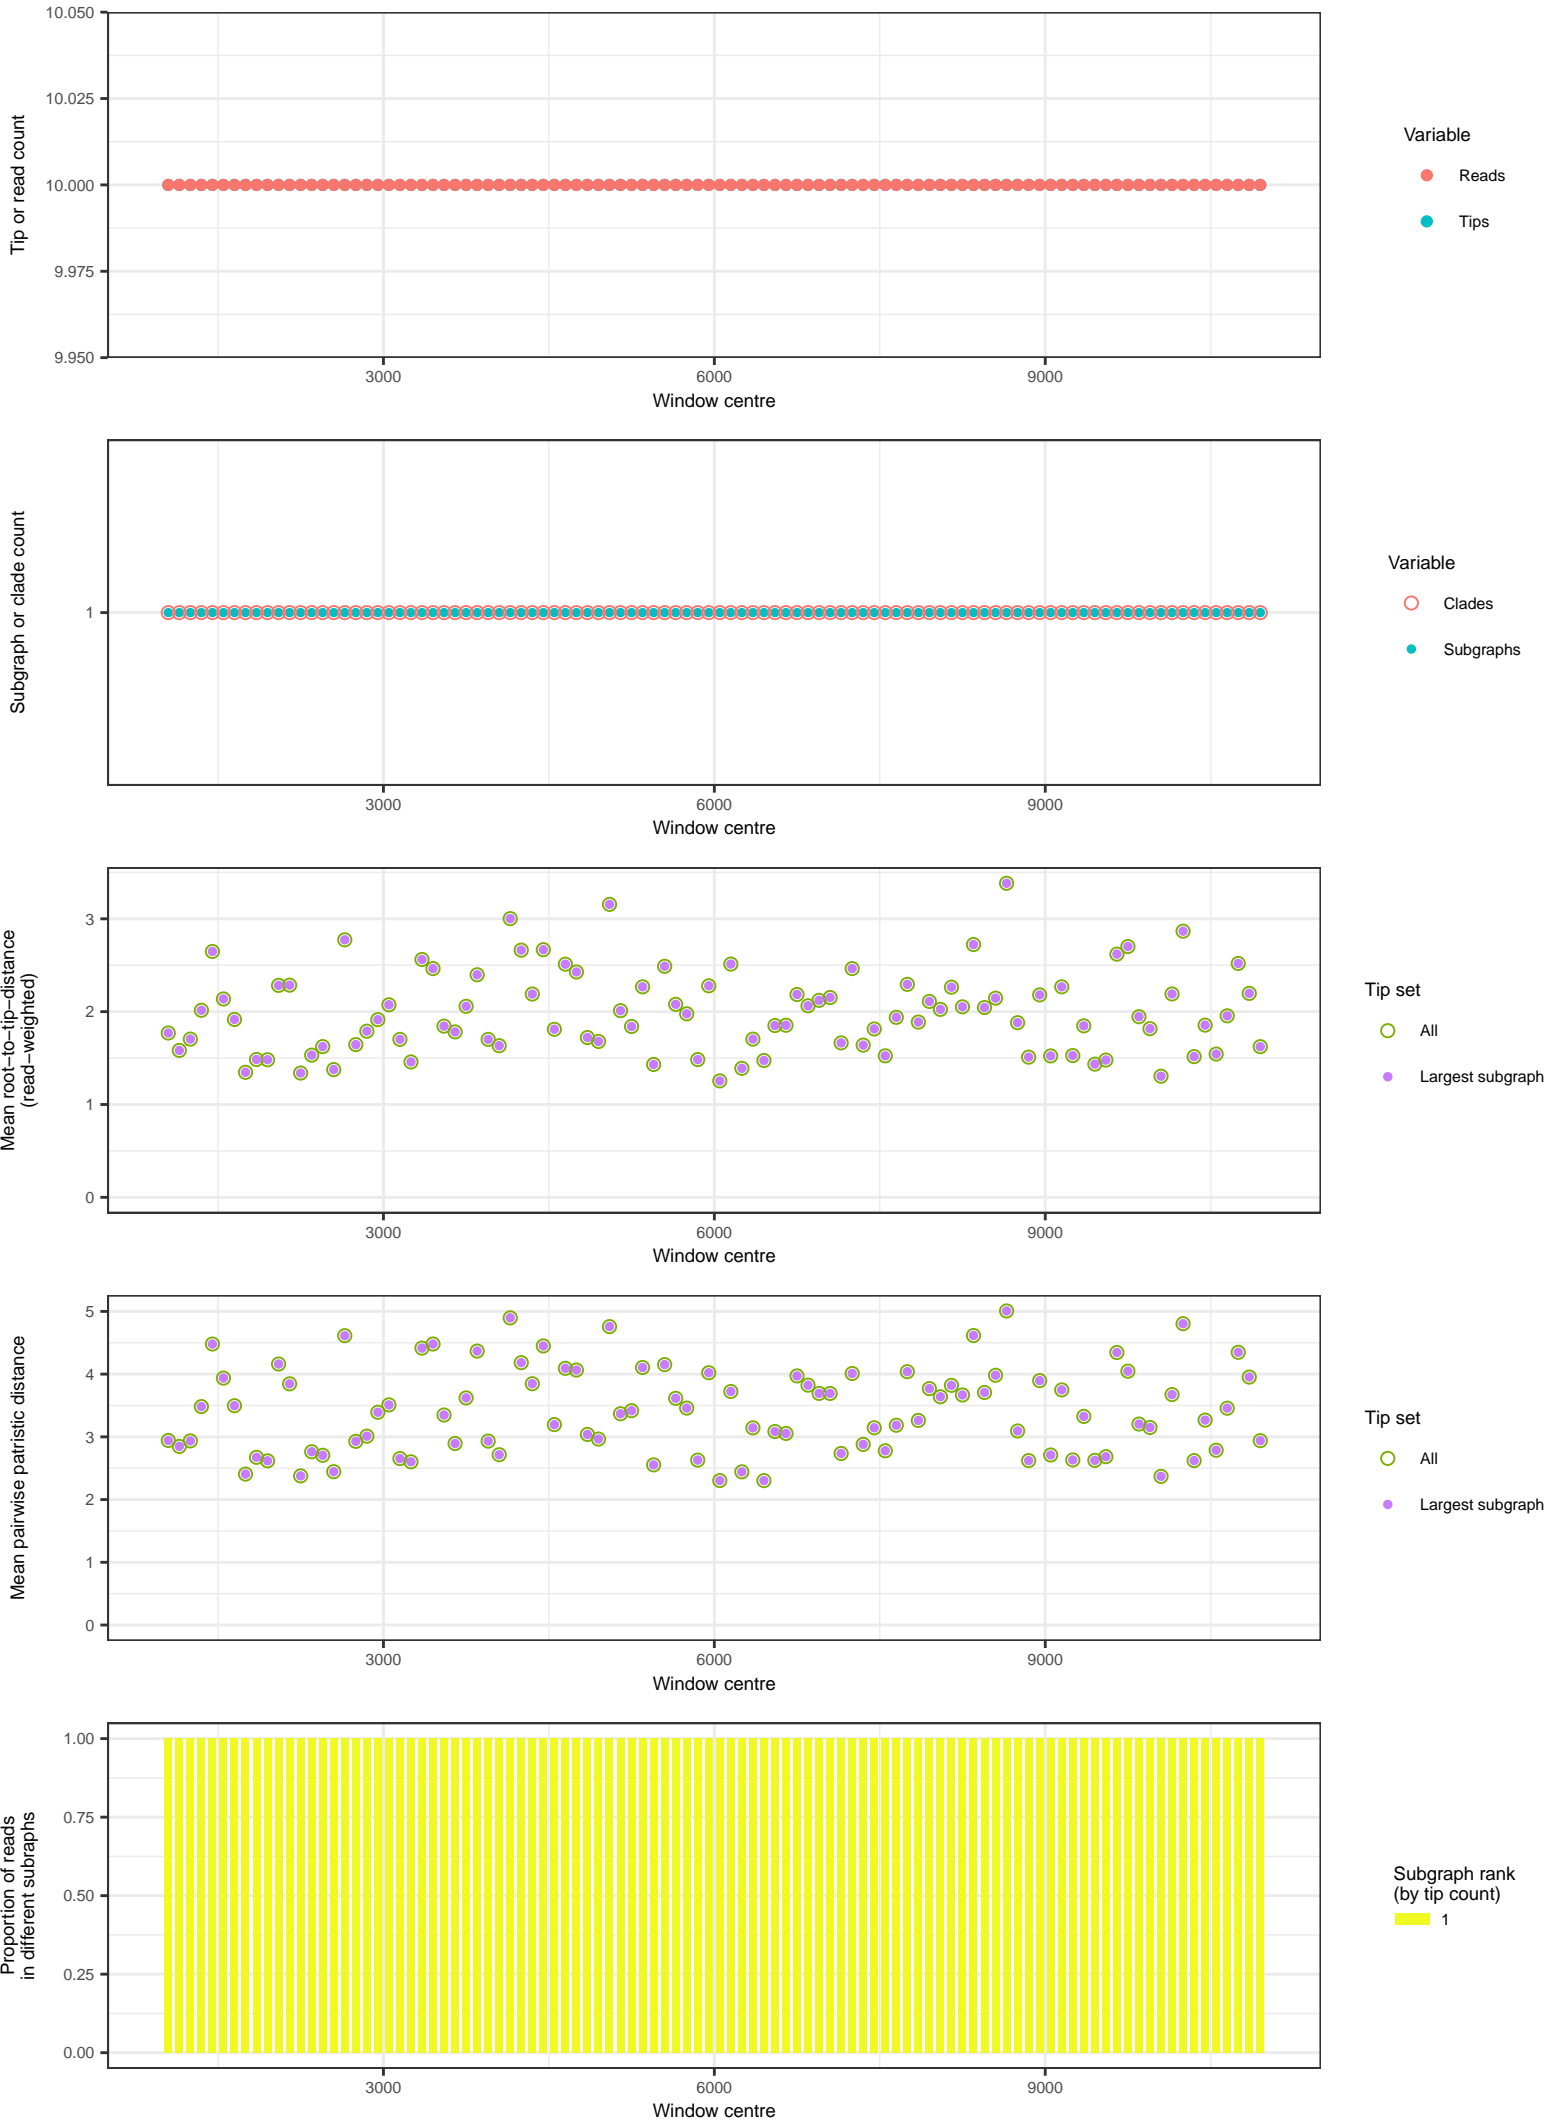 10.050
10.025
10.000
9.975
9.950
Tip or read count
3000
6000
9000
Window centre
Variable
Reads
Tips
Subgraph or clade count
1
3000
6000
9000
Window centre
Variable
Clades
Subgraphs
Mean root−to−tip−distance
(read−weighted)
3
2
1
0
3000
6000
9000
Window centre
Tip set
All
Largest subgraph
Mean pairwise patristic distance
5
4
3
2
1
0
3000
6000
9000
Window centre
Tip set
All
Largest subgraph
Proportion of reads
in different subraphs
1.00
0.75
0.50
0.25
0.00
3000
6000
9000
Window centre
Subgraph rank
(by tip count)
1